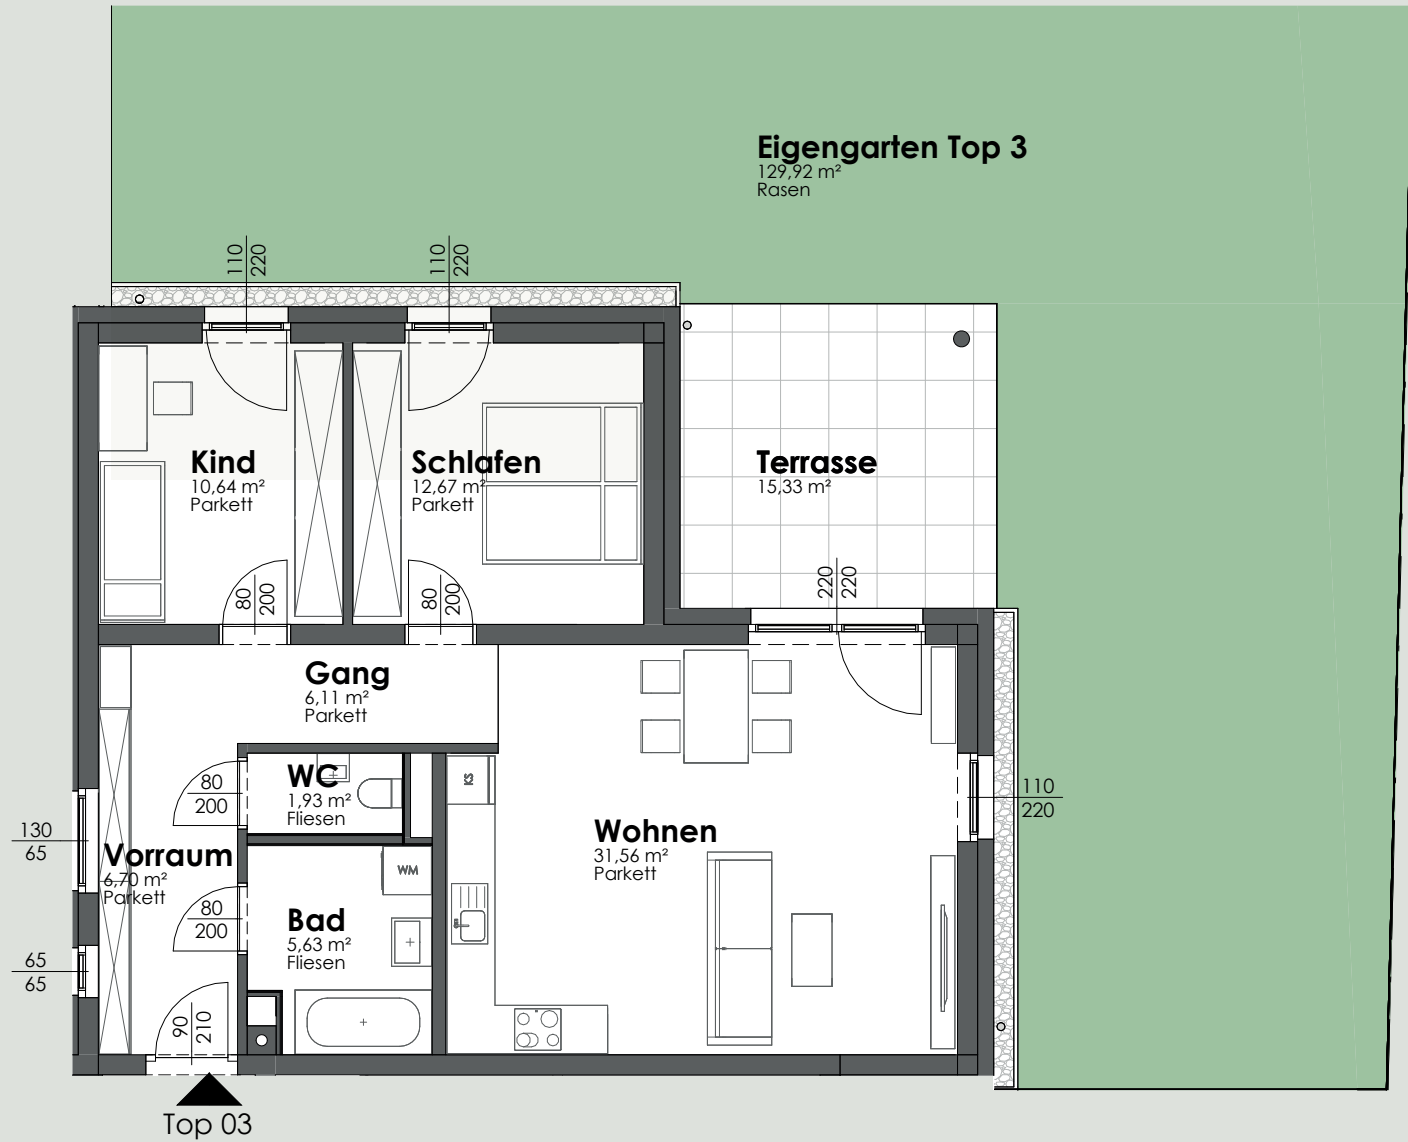 Eigengarten Top 3
129,92 m²
Rasen
110
220
110
220
Kind
10,64 m²
Parkett
Schlafen
12,67 m²
Parkett
Terrasse
15,33 m²
80
200
80
200
220
220
Gang
6,11 m²
Parkett
WC
1,93 m²
Fliesen
KS
80
200
110
220
130
65
Vorraum
6,70 m²
Parkett
Wohnen
31,56 m²
Parkett
WM
80
200
Bad
5,63 m²
Fliesen
65
65
90
210
Top 03